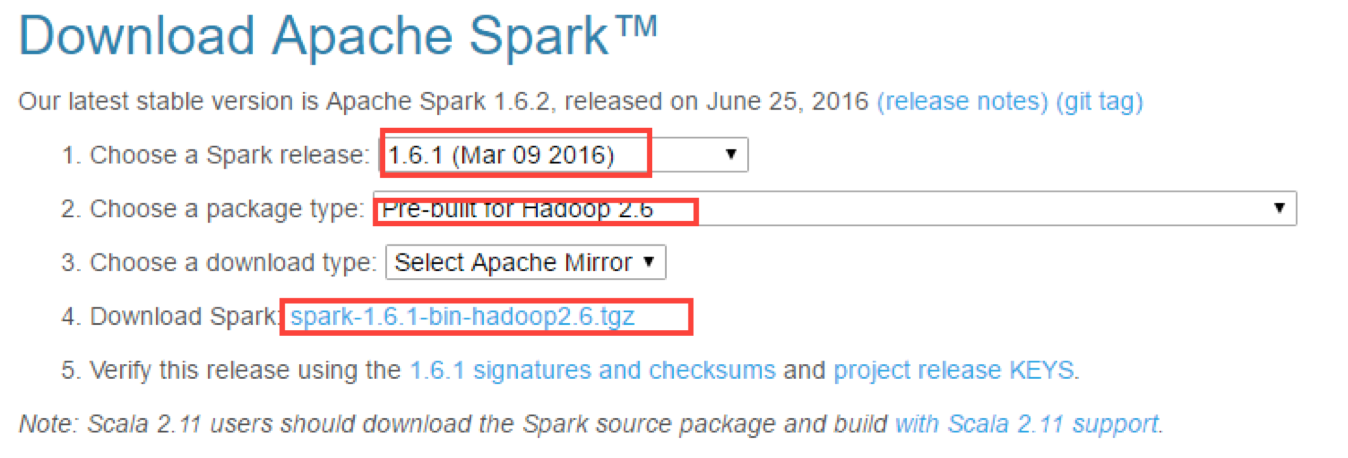 Download Apache Spark™
Our latest stable version is Apache Spark 1.6.2, released on June 25, 2016 (release notes) (git tag)
1. Choose a Spark release: 1.6.1 (Mar 09 2016)
2. Choose a package type: Pre-built for Hadoop 2.6
3. Choose a download type: Select Apache Mirror
4. Download Spark: spark-1.6.1-bin-hadoop2.6.tgz
5. Verify this release using the 1.6.1 signatures and checksums and project release KEYS.
Note: Scala 2.11 users should download the Spark source package and build with Scala 2.11 support.